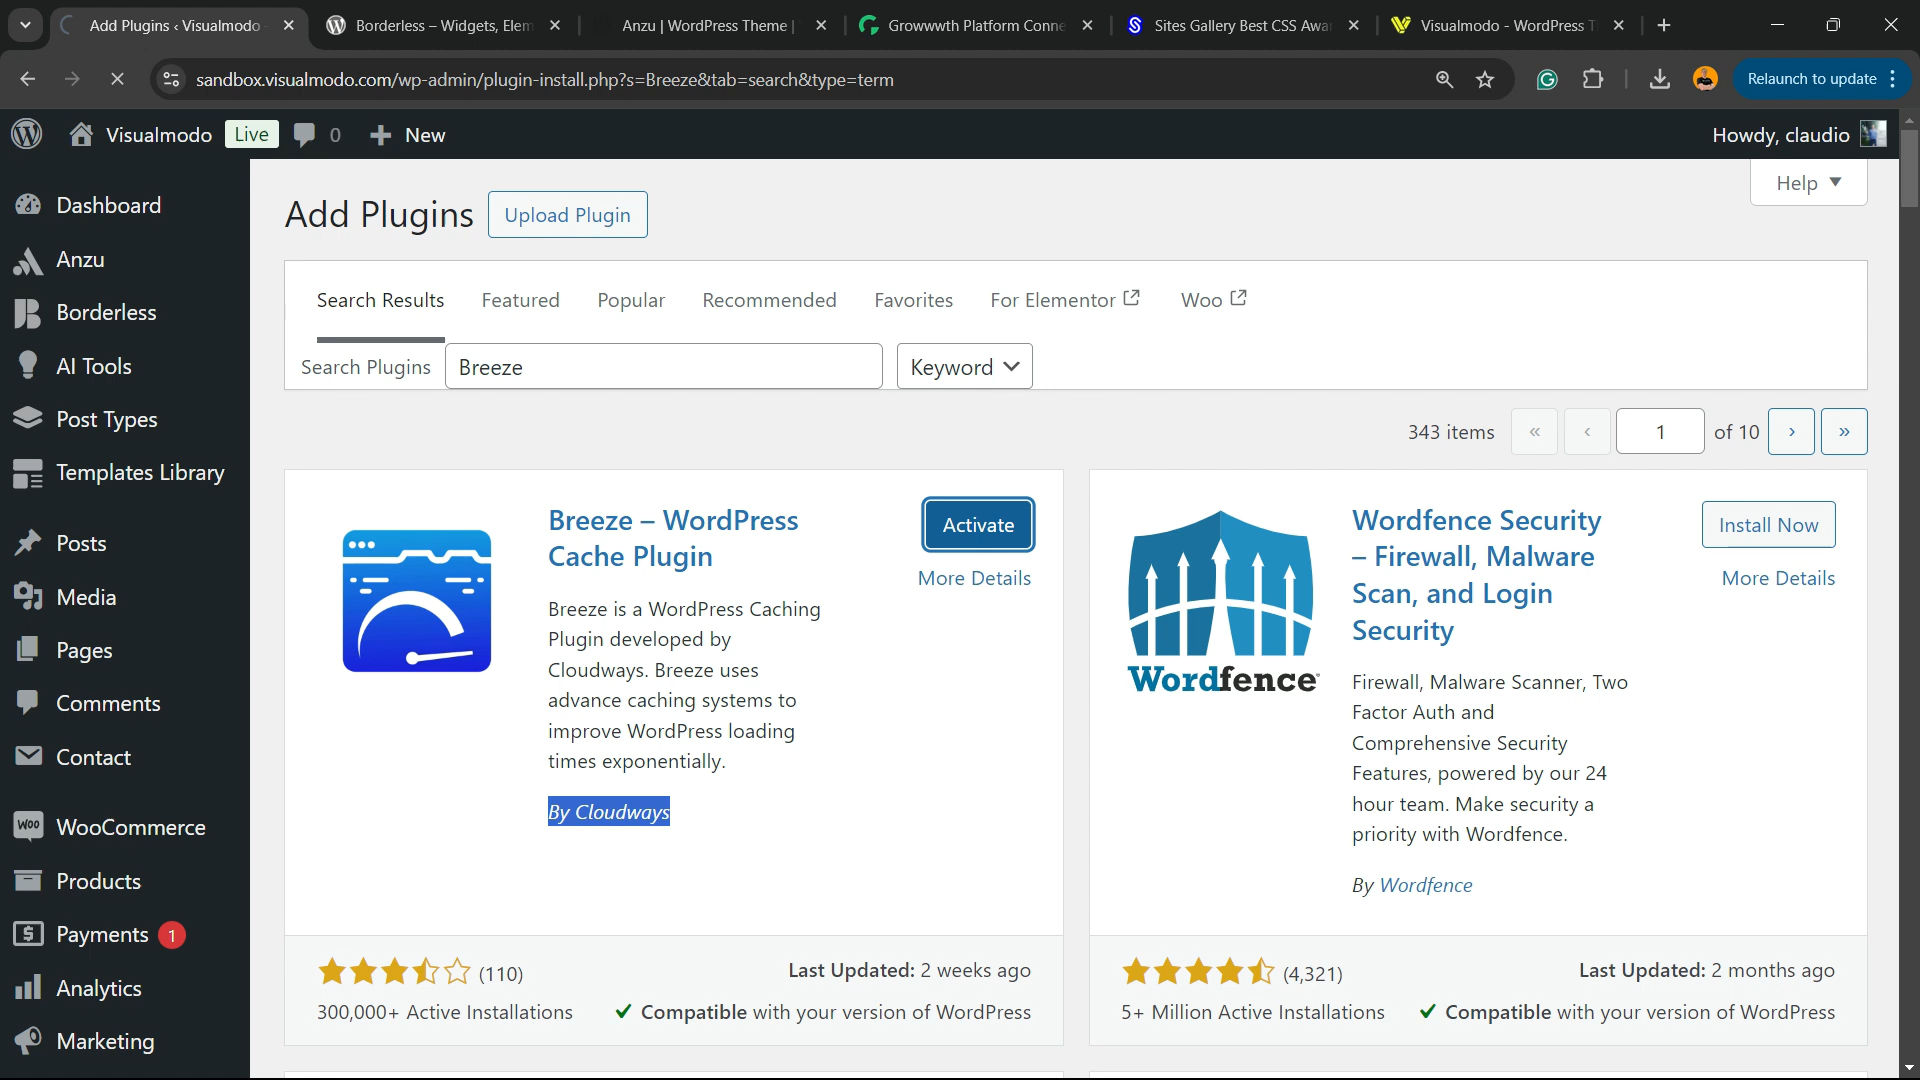 Add Plugins ‹ Visualmodo
Borderless – Widgets, Elem
Anzu | WordPress Theme |
Growwwth Platform Conne
Sites Gallery Best CSS Awar
Visualmodo - WordPress T
sandbox.visualmodo.com/wp-admin/plugin-install.php?s=Breeze&tab=search&type=term
Relaunch to update
Visualmodo
Live
0
New
Howdy, claudio
Dashboard
Anzu
Borderless
AI Tools
Post Types
Templates Library
Posts
Media
Pages
Comments
Contact
Woo
WooCommerce
Products
Payments 1
Analytics
Marketing
Help
Add Plugins
Upload Plugin
Search Results
Featured
Popular
Recommended
Favorites
For Elementor
Woo
Search Plugins
Breeze
Keyword
343 items
«
‹
1
of 10
›
»
Breeze – WordPress
Cache Plugin
Activate
More Details
Breeze is a WordPress Caching
Plugin developed by
Cloudways. Breeze uses
advance caching systems to
improve WordPress loading
times exponentially.
By Cloudways
(110)
Last Updated: 2 weeks ago
300,000+ Active Installations
Compatible with your version of WordPress
Wordfence
Wordfence Security
– Firewall, Malware
Scan, and Login
Security
Install Now
More Details
Firewall, Malware Scanner, Two
Factor Auth and
Comprehensive Security
Features, powered by our 24
hour team. Make security a
priority with Wordfence.
By Wordfence
(4,321)
Last Updated: 2 months ago
5+ Million Active Installations
Compatible with your version of WordPress